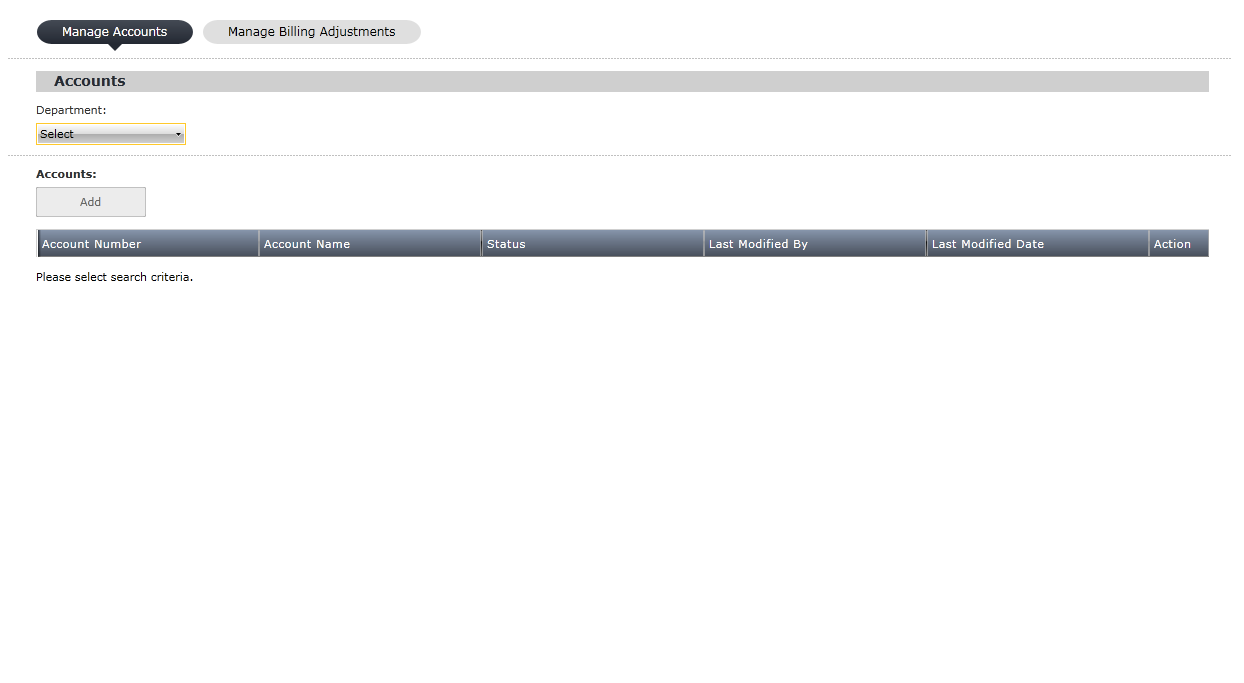 Manage Accounts Manage Billing Adjustments
Accounts
Department:
Select
Accounts:
Add
Account Number Account Name Status Last Modified By Last Modified Date Action
Please select search criteria.